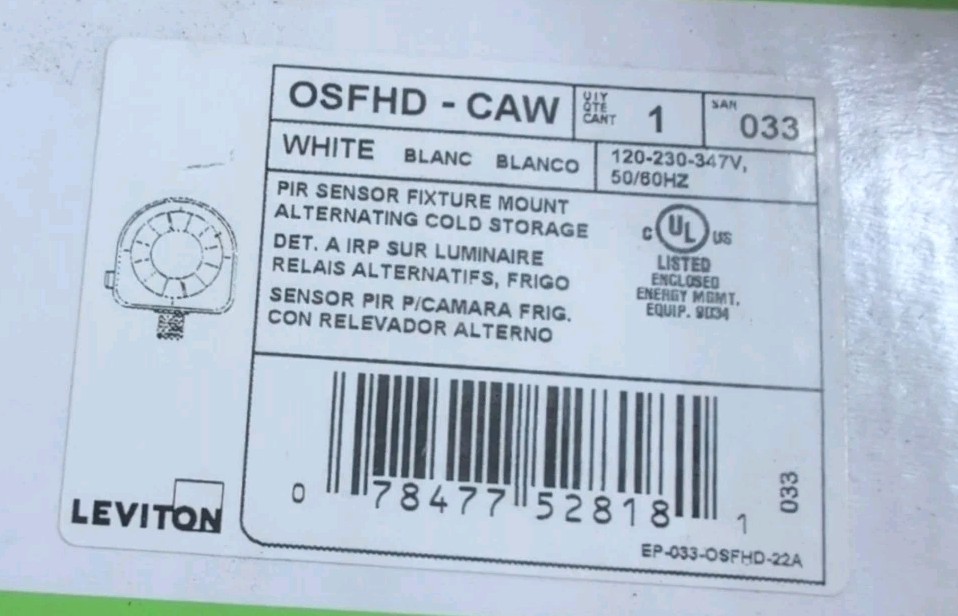 OSFHD - CAW
QTY
QTE
CANT
1
SAN
033
WHITE BLANC BLANCO
120-230-347V,
50/60HZ
PIR SENSOR FIXTURE MOUNT
ALTERNATING COLD STORAGE
DET. A IRP SUR LUMINAIRE
RELAIS ALTERNATIFS, FRIGO
SENSOR PIR P/CAMARA FRIG.
CON RELEVADOR ALTERNO
C UL US
LISTED
ENCLOSED
ENERGY MGMT.
EQUIP. 9D34
0 78477 52818 1
033
LEVITON
EP-033-OSFHD-22A